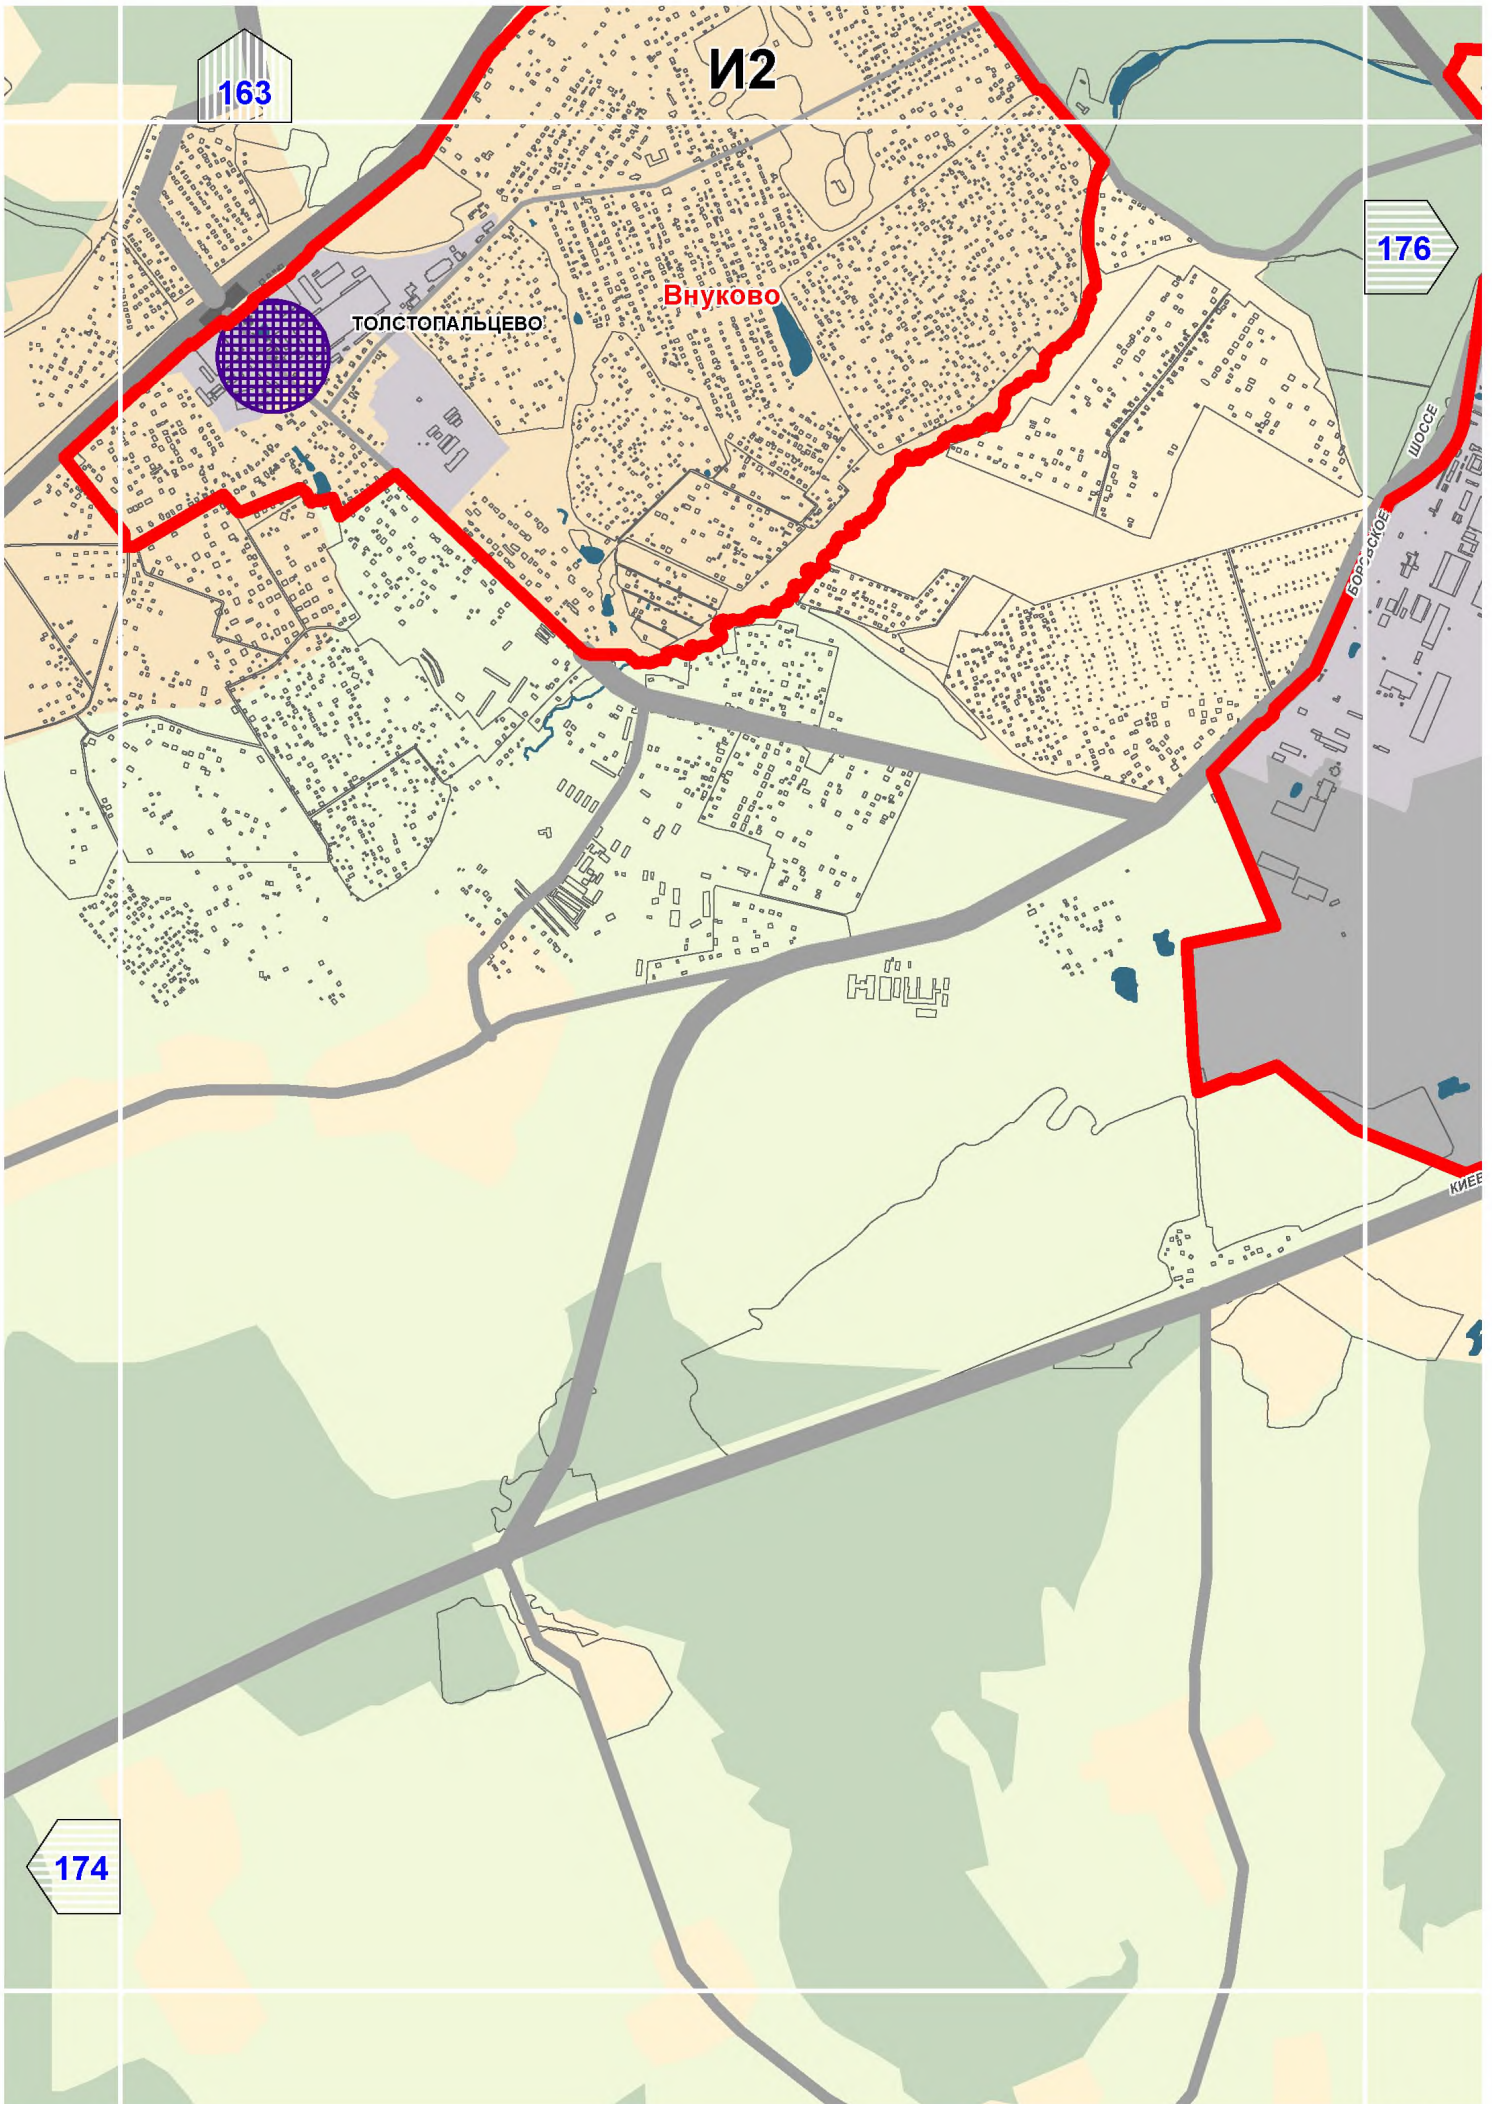 И2
163
176
Внуково
ТОЛСТОПАЛЬЦЕВО
ШОССЕ
БОРОВСКОЕ
КИЕВ
174